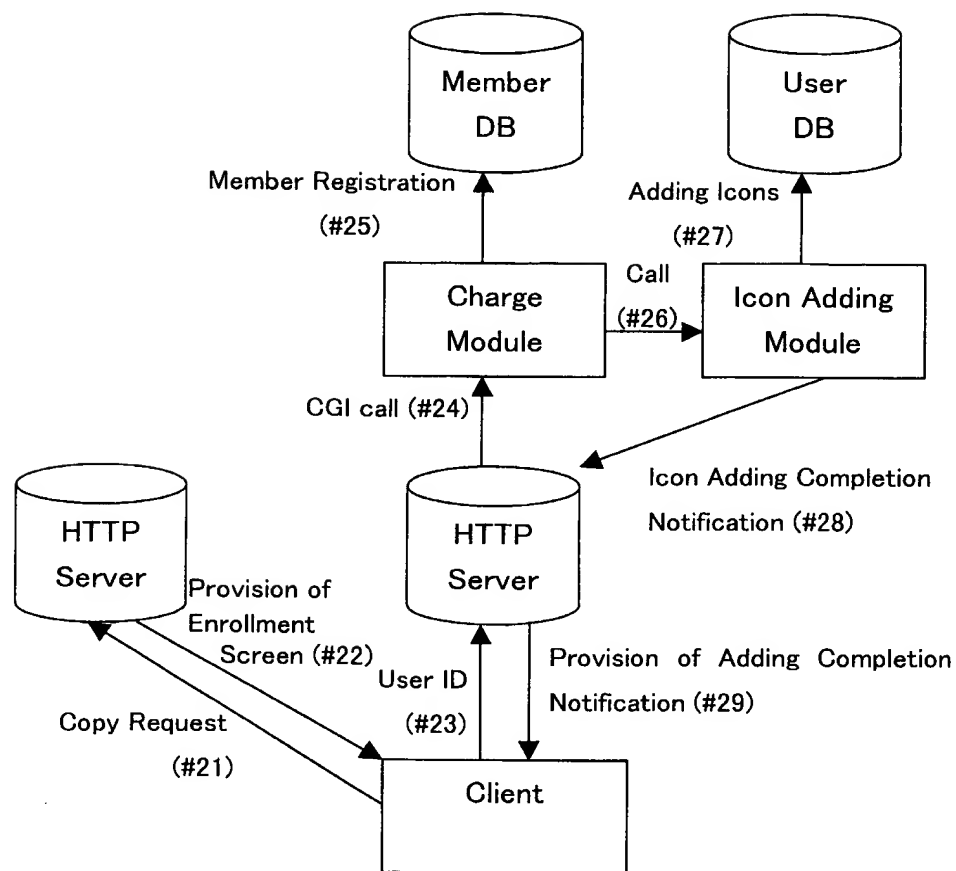 Member
DB
User
DB
Member Registration
(#25)
Adding Icons
(#27)
Charge
Module
Call
(#26)
Icon Adding
Module
CGI call (#24)
Icon Adding Completion
Notification (#28)
HTTP
Server
HTTP
Server
Provision of
Enrollment
Screen (#22)
User ID
(#23)
Provision of Adding Completion
Notification (#29)
Copy Request
(#21)
Client